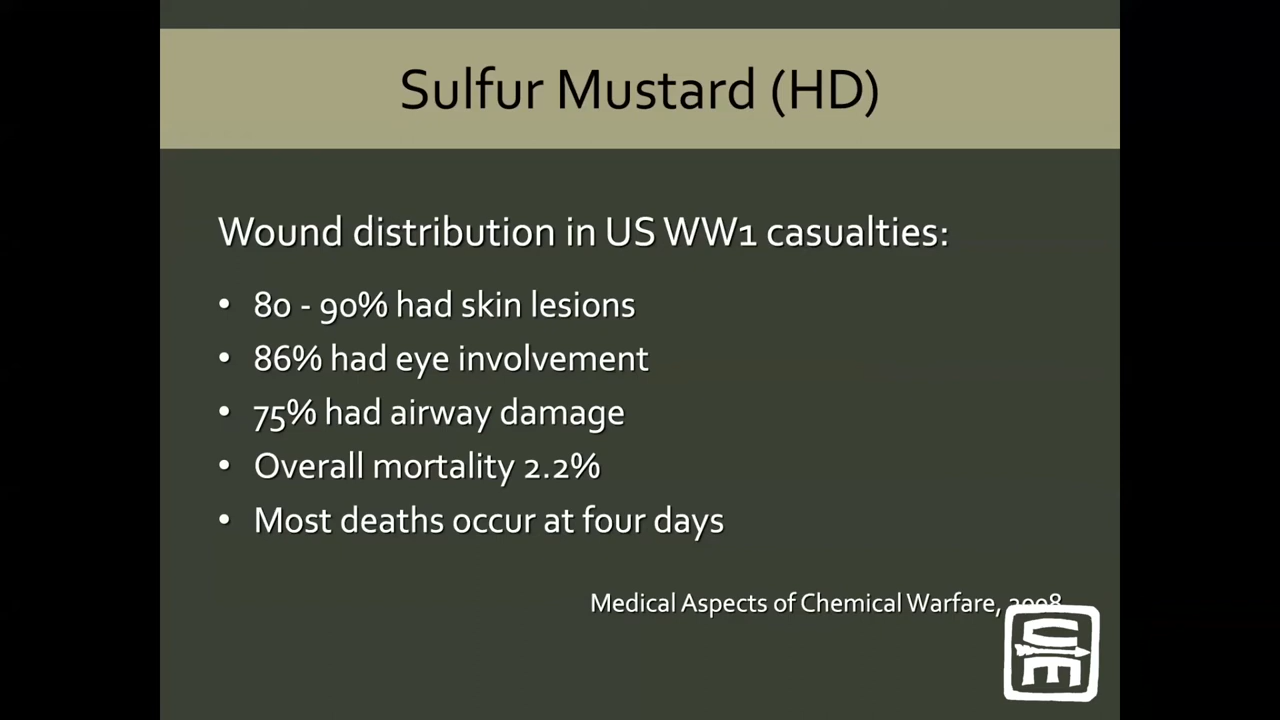 Sulfur Mustard (HD)
Wound distribution in US WW1 casualties:
• 80 - 90% had skin lesions
• 86% had eye involvement
• 75% had airway damage
• Overall mortality 2.2%
• Most deaths occur at four days
Medical Aspects of Chemical Warfare, 2008